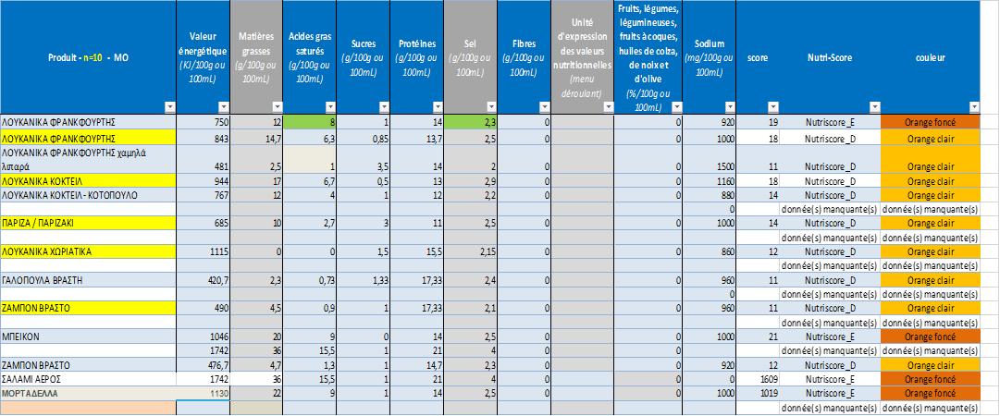 Produit - n=10 - MO | Valeur énergétique (KJ/100g ou 100mL) | Matières grasses (g/100g ou 100mL) | Acides gras saturés (g/100g ou 100mL) | Sucres (g/100g ou 100mL) | Protéines (g/100g ou 100mL) | Sel (g/100g ou 100mL) | Fibres (g/100g ou 100mL) | Unité d'expression des valeurs nutritionnelles (menu déroulant) | Fruits, légumes, légumineuses, fruits à coques, huiles de colza, de noix et d'olive (%/100g ou 100mL) | Sodium (mg/100g ou 100mL) | score | Nutri-Score | couleur
ΛΟΥΚΑΝΙΚΑ ΦΡΑΝΚΦΟΥΡΤΗΣ 750 12 8 1 14 2,3 0 0 920 19 Nutriscore_E Orange foncé
ΛΟΥΚΑΝΙΚΑ ΦΡΑΝΚΦΟΥΡΤΗΣ 843 14,7 6,3 0,85 13,7 2,5 0 0 1000 18 Nutriscore_D Orange clair
ΛΟΥΚΑΝΙΚΑ ΦΡΑΝΚΦΟΥΡΤΗΣ χαμηλά
λιπαρά 481 2,5 1 3,5 14 2 0 0 1500 11 Nutriscore_D Orange clair
ΛΟΥΚΑΝΙΚΑ ΚΟΚΤΕΙΛ 944 17 6,7 0,5 13 2,9 0 0 1160 18 Nutriscore_D Orange clair
ΛΟΥΚΑΝΙΚΑ ΚΟΚΤΕΙΛ - ΚΟΤΟΠΟΥΛΟ 767 12 4 1 12 2,2 0 0 880 14 Nutriscore_D Orange clair
0 donnée(s) manquante(s) donnée(s) manquante(s)
ΠΑΡΙΖΑ / ΠΑΡΙΖΑΚΙ 685 10 2,7 3 11 2,5 0 0 1000 14 Nutriscore_D Orange clair
donnée(s) manquante(s) donnée(s) manquante(s)
ΛΟΥΚΑΝΙΚΑ ΧΩΡΙΑΤΙΚΑ 1115 0 0 1,5 15,5 2,15 0 0 860 12 Nutriscore_D Orange clair
donnée(s) manquante(s) donnée(s) manquante(s)
ΓΑΛΟΠΟΥΛΑ ΒΡΑΣΤΗ 420,7 2,3 0,73 1,33 17,33 2,4 0 0 960 11 Nutriscore_D Orange clair
0 donnée(s) manquante(s) donnée(s) manquante(s)
ΖΑΜΠΟΝ ΒΡΑΣΤΟ 490 4,5 0,9 1 17,33 2,1 0 0 960 11 Nutriscore_D Orange clair
donnée(s) manquante(s) donnée(s) manquante(s)
ΜΠΕΙΚΟΝ 1046 20 9 0 14 2,5 0 0 1000 21 Nutriscore_E Orange foncé
1742 36 15,5 1 21 4 0 0 donnée(s) manquante(s) donnée(s) manquante(s)
ΖΑΜΠΟΝ ΒΡΑΣΤΟ 476,7 4,7 1,3 1 14,7 2,3 0 0 920 12 Nutriscore_D Orange clair
ΣΑΛΑΜΙ ΑΕΡΟΣ 1742 36 15,5 1 21 4 0 0 0 1609 Nutriscore_E Orange foncé
ΜΟΡΤΑΔΕΛΛΑ 1130 22 9 1 14 2,5 0 0 1000 1019 Nutriscore_E Orange foncé
donnée(s) manquante(s) donnée(s) manquante(s)